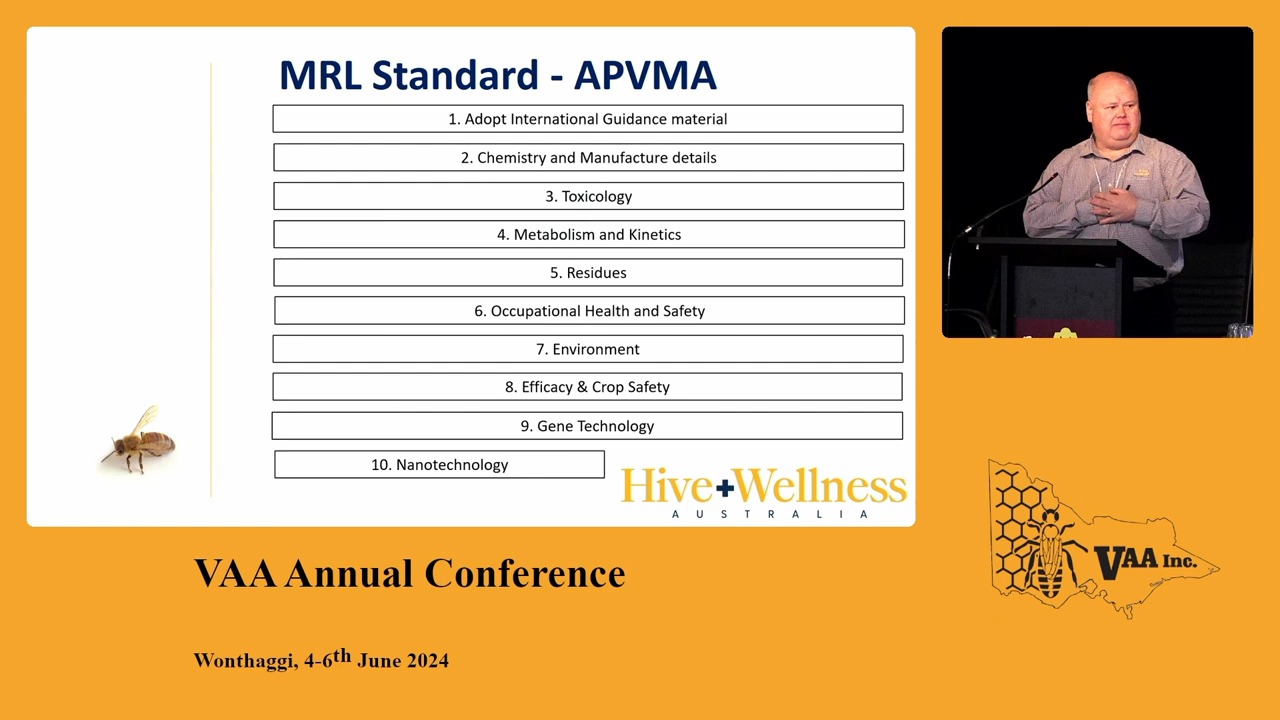 MRL Standard - APVMA
1. Adopt International Guidance material
2. Chemistry and Manufacture details
3. Toxicology
4. Metabolism and Kinetics
5. Residues
6. Occupational Health and Safety
7. Environment
8. Efficacy & Crop Safety
9. Gene Technology
10. Nanotechnology
Hive+Wellness
AUSTRALIA
VAA Annual Conference
Wonthaggi, 4-6th June 2024
VAA Inc.